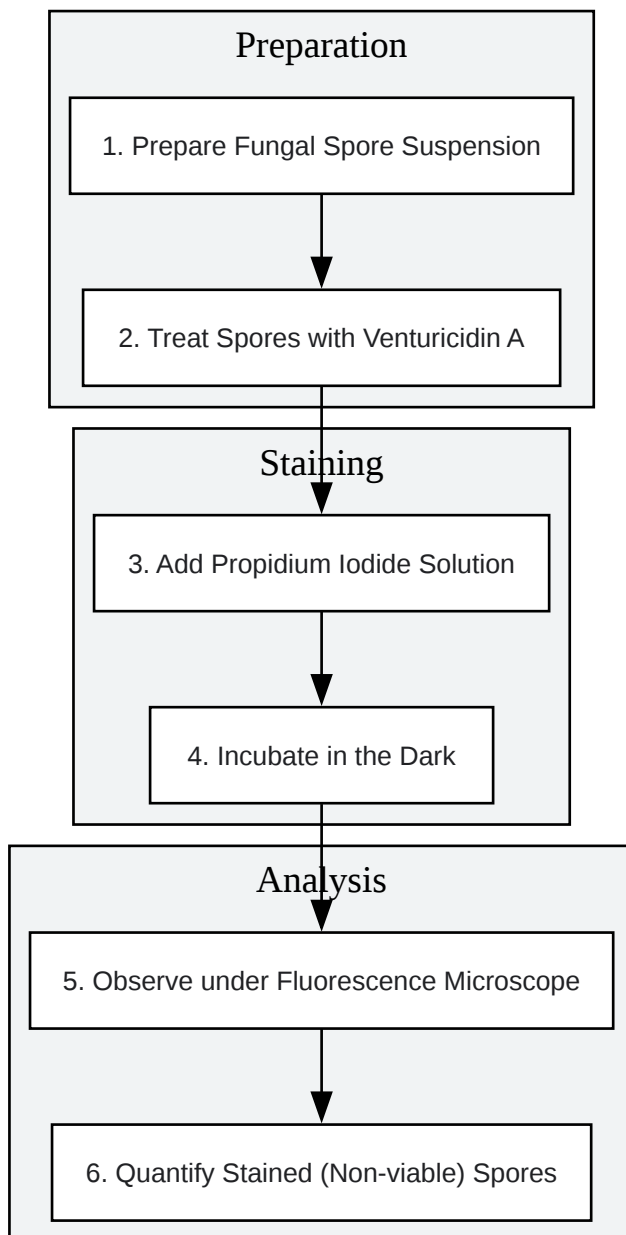 Preparation
1. Prepare Fungal Spore Suspension
2. Treat Spores with Venturicidin A
Staining
3. Add Propidium Iodide Solution
4. Incubate in the Dark
Analysis
5. Observe under Fluorescence Microscope
6. Quantify Stained (Non-viable) Spores